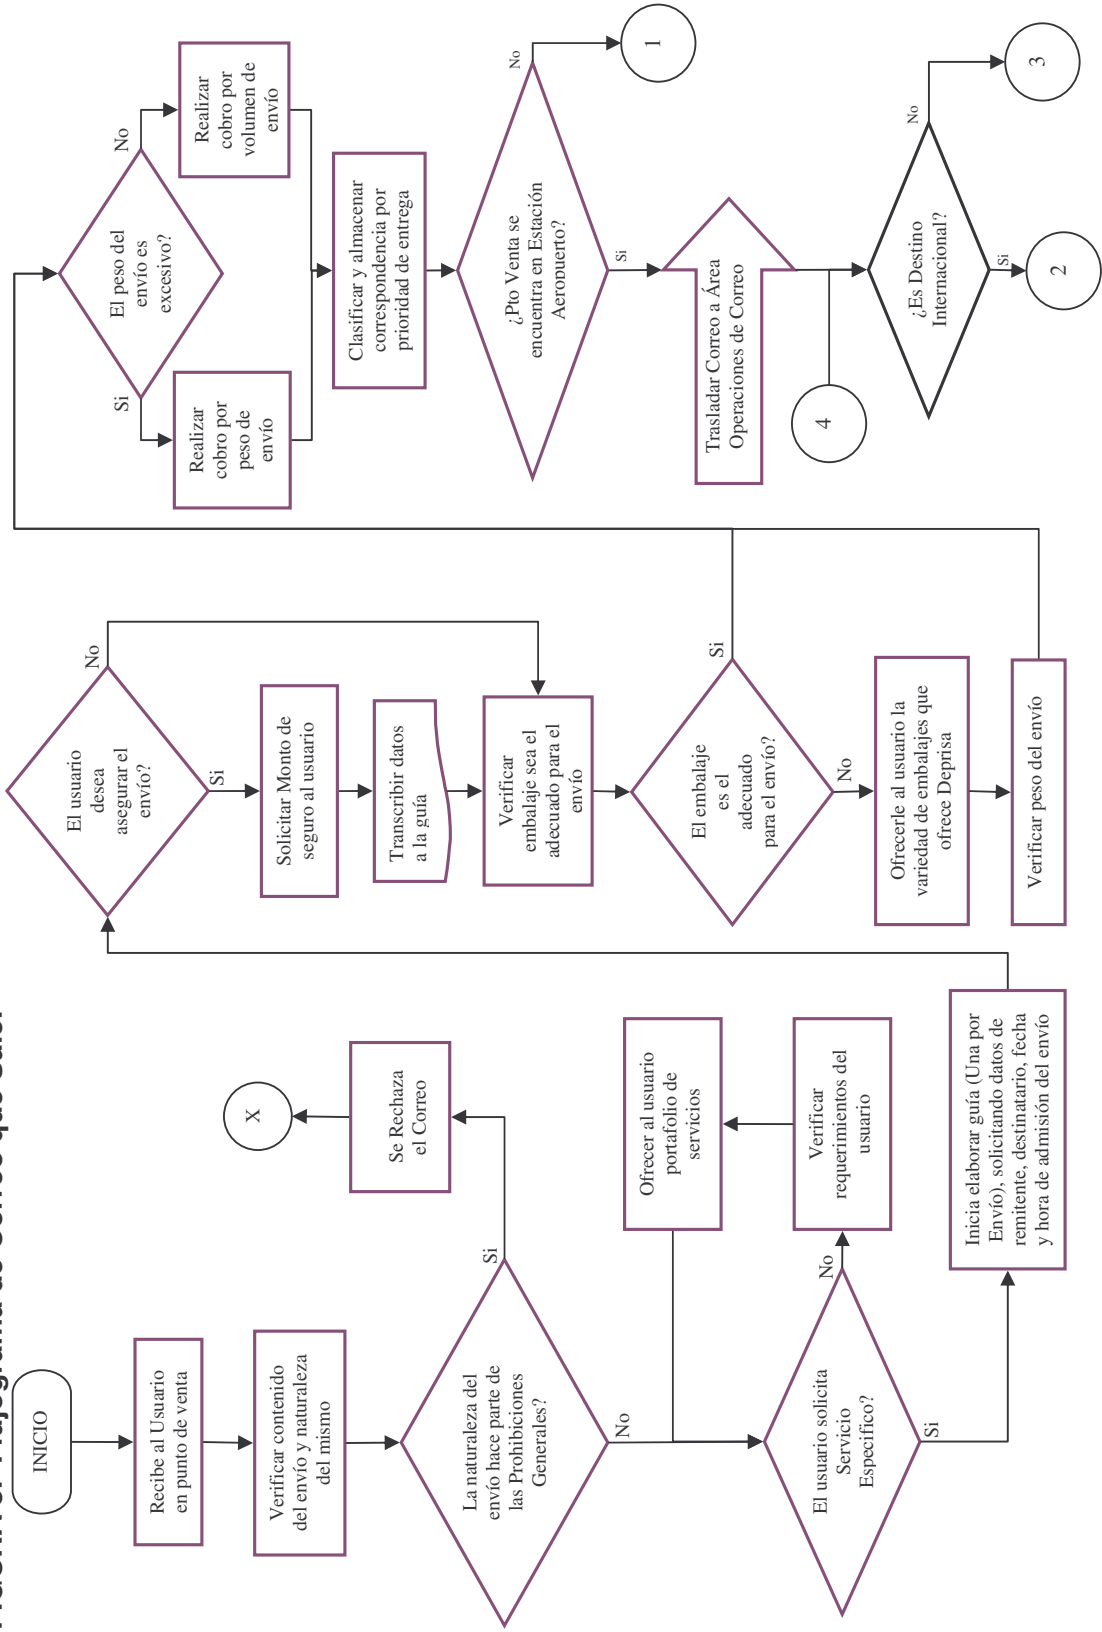 INICIO
Recibe al Usuario
en punto de venta
Verificar contenido
del envío y naturaleza
del mismo
La naturaleza del
envío hace parte de
las Prohibiciones
Generales?
Si
No
Se Rechaza
el Correo
X
El usuario solicita
Servicio
Especifico?
No
Si
Verificar
requerimientos del
usuario
Ofrecer al usuario
portafolio de
servicios
Inicia elaborar guía (Una por
Envío), solicitando datos de
remitente, destinatario, fecha
y hora de admisión del envío
El usuario
desea
asegurar el
envío?
No
Si
Solicitar Monto de
seguro al usuario
Transcribir datos
a la guía
Verificar
embalaje sea el
adecuado para el
envío
El embalaje
es el
adecuado
para el envío?
Si
No
Ofrecerle al usuario la
variedad de embalajes que
ofrece Deprisa
Verificar peso del envío
El peso del
envío es
excesivo?
Si
No
Realizar
cobro por
peso de
envío
Realizar
cobro por
volumen de
envío
Clasificar y almacenar
correspondencia por
prioridad de entrega
¿Pto Venta se
encuentra en Estación
Aeropuerto?
No
Si
1
Trasladar Correo a Área
Operaciones de Correo
4
¿Es Destino
Internacional?
No
Si
3
2